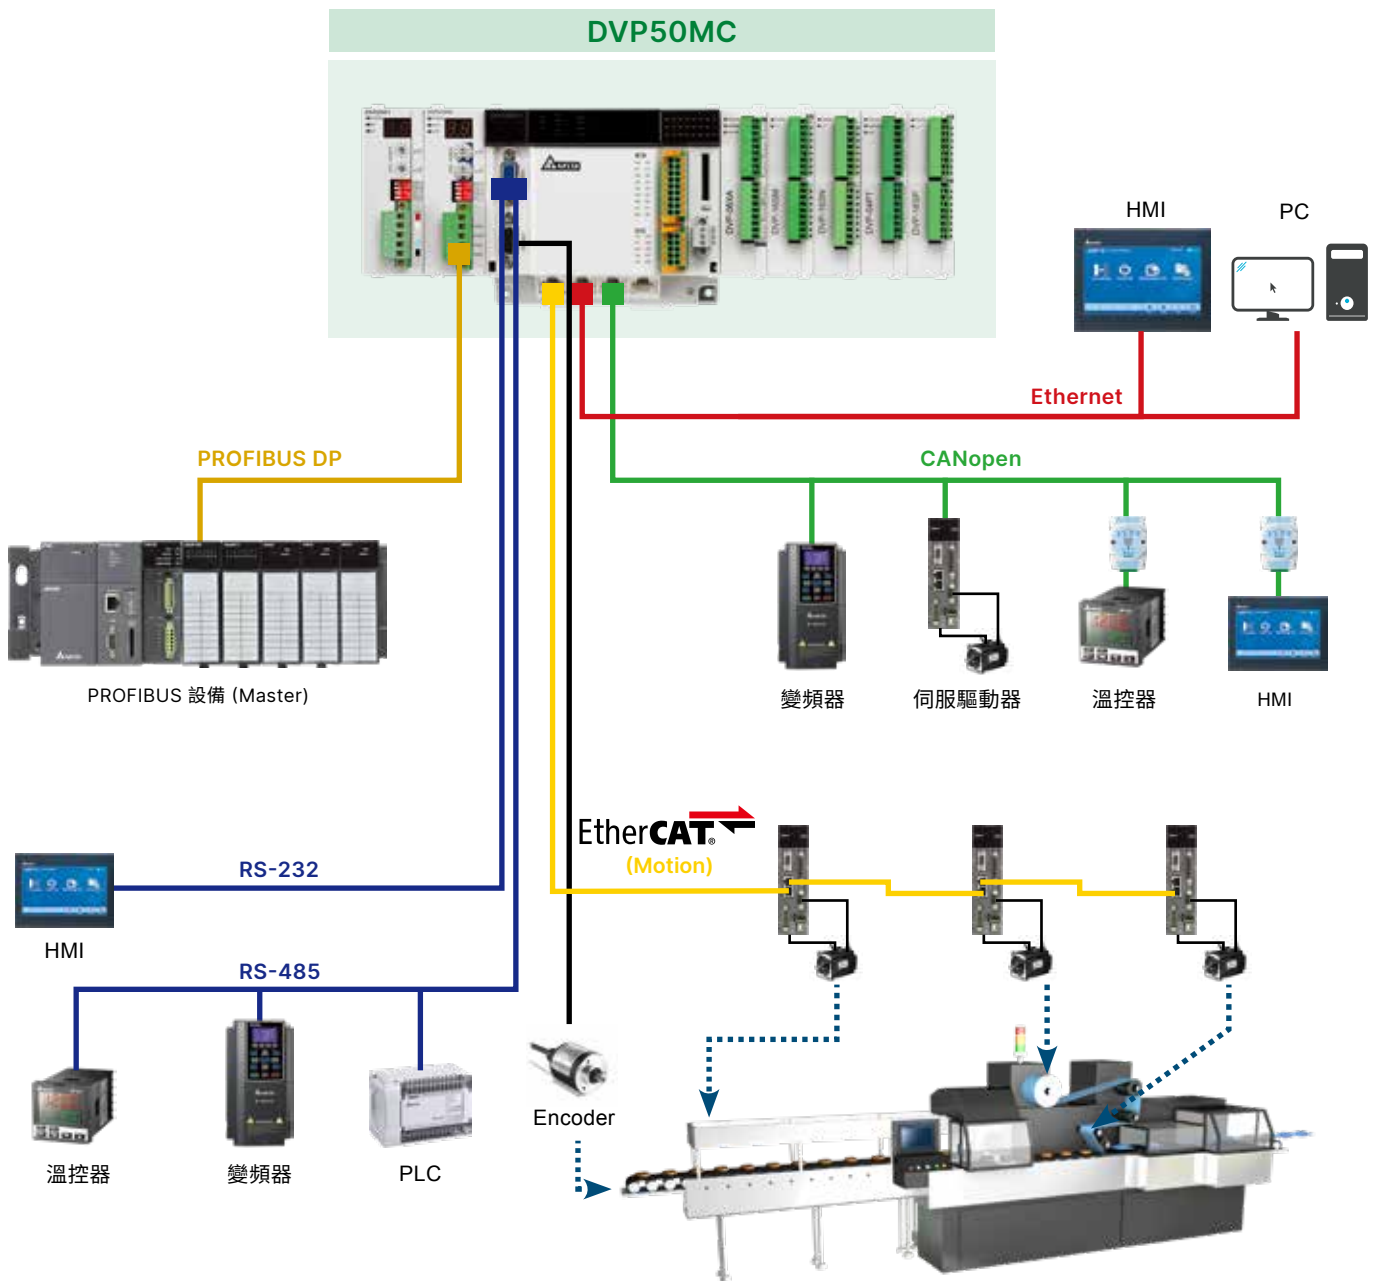 DVP50MC
HMI
PC
Ethernet
PROFIBUS DP
CANopen
PROFIBUS 設備 (Master)
變頻器
伺服驅動器
溫控器
HMI
EtherCAT®
(Motion)
RS-232
HMI
RS-485
Encoder
溫控器
變頻器
PLC